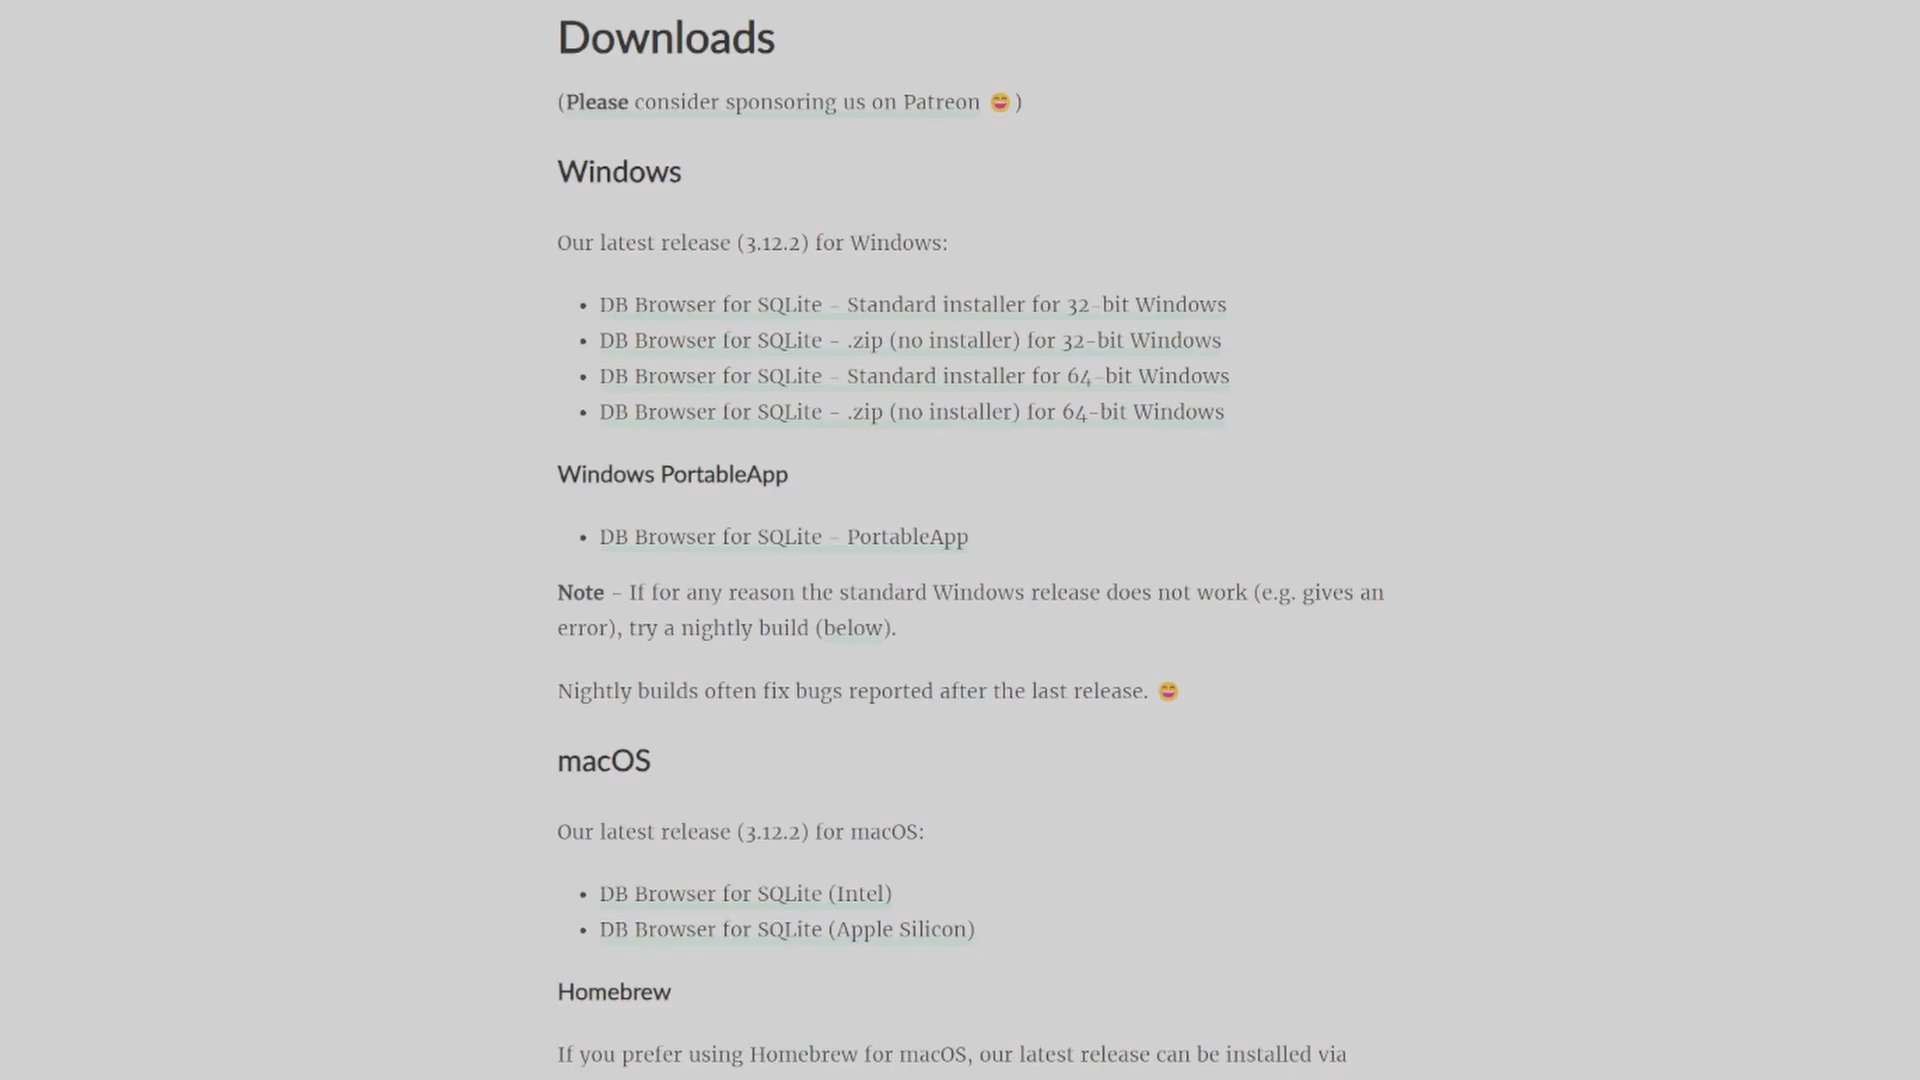 Downloads
(Please consider sponsoring us on Patreon 😄 )
Windows
Our latest release (3.12.2) for Windows:
• DB Browser for SQLite - Standard installer for 32-bit Windows
• DB Browser for SQLite - .zip (no installer) for 32-bit Windows
• DB Browser for SQLite - Standard installer for 64-bit Windows
• DB Browser for SQLite - .zip (no installer) for 64-bit Windows
Windows PortableApp
• DB Browser for SQLite - PortableApp
Note - If for any reason the standard Windows release does not work (e.g. gives an
error), try a nightly build (below).
Nightly builds often fix bugs reported after the last release. 😄
macOS
Our latest release (3.12.2) for macOS:
• DB Browser for SQLite (Intel)
• DB Browser for SQLite (Apple Silicon)
Homebrew
If you prefer using Homebrew for macOS, our latest release can be installed via